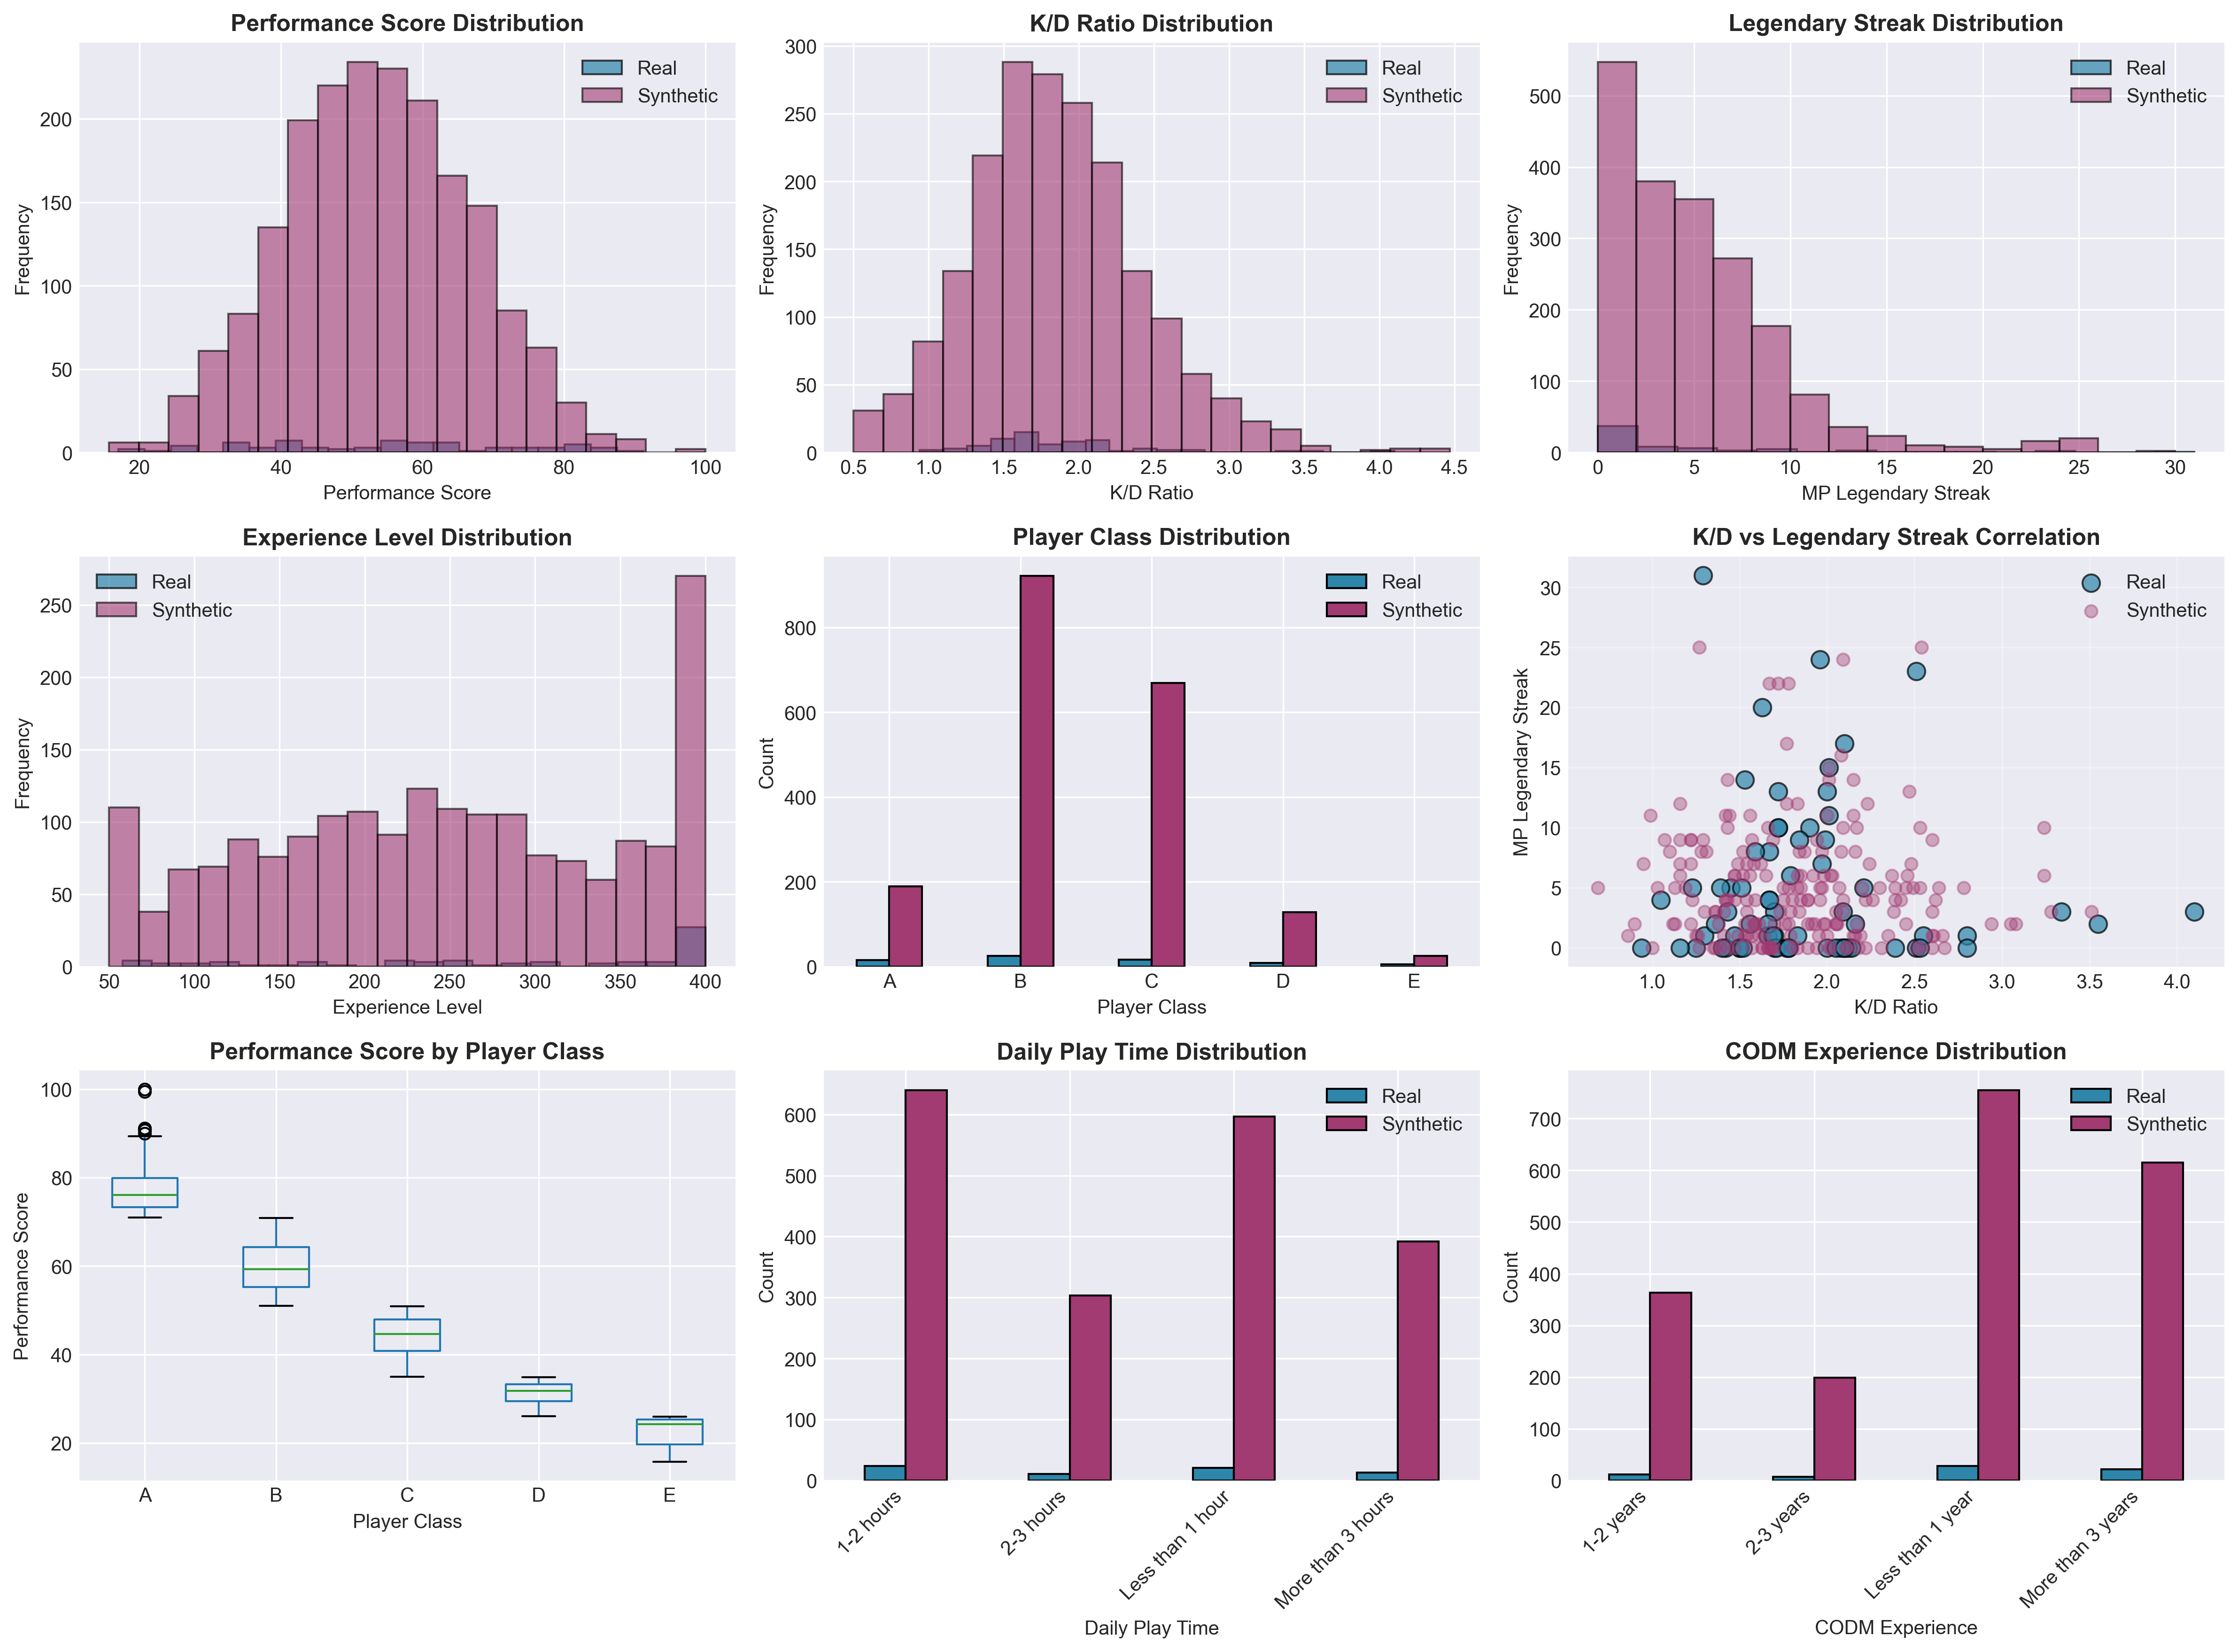 Performance Score Distribution
Real
Synthetic
200
150
100
50
0
20
40
60
80
100
Frequency
Performance Score
K/D Ratio Distribution
Real
Synthetic
300
250
200
150
100
50
0
0.5
1.0
1.5
2.0
2.5
3.0
3.5
4.0
4.5
Frequency
K/D Ratio
Legendary Streak Distribution
Real
Synthetic
500
400
300
200
100
0
0
5
10
15
20
25
30
Frequency
MP Legendary Streak
Experience Level Distribution
Real
Synthetic
250
200
150
100
50
0
50
100
150
200
250
300
350
400
Frequency
Experience Level
Player Class Distribution
Real
Synthetic
800
600
400
200
0
A
B
C
D
E
Count
Player Class
K/D vs Legendary Streak Correlation
Real
Synthetic
30
25
20
15
10
5
0
1.0
1.5
2.0
2.5
3.0
3.5
4.0
MP Legendary Streak
K/D Ratio
Performance Score by Player Class
100
80
60
40
20
A
B
C
D
E
Performance Score
Player Class
Daily Play Time Distribution
Real
Synthetic
600
500
400
300
200
100
0
1-2 hours
2-3 hours
Less than 1 hour
More than 3 hours
Count
Daily Play Time
CODM Experience Distribution
Real
Synthetic
700
600
500
400
300
200
100
0
1-2 years
2-3 years
Less than 1 year
More than 3 years
Count
CODM Experience